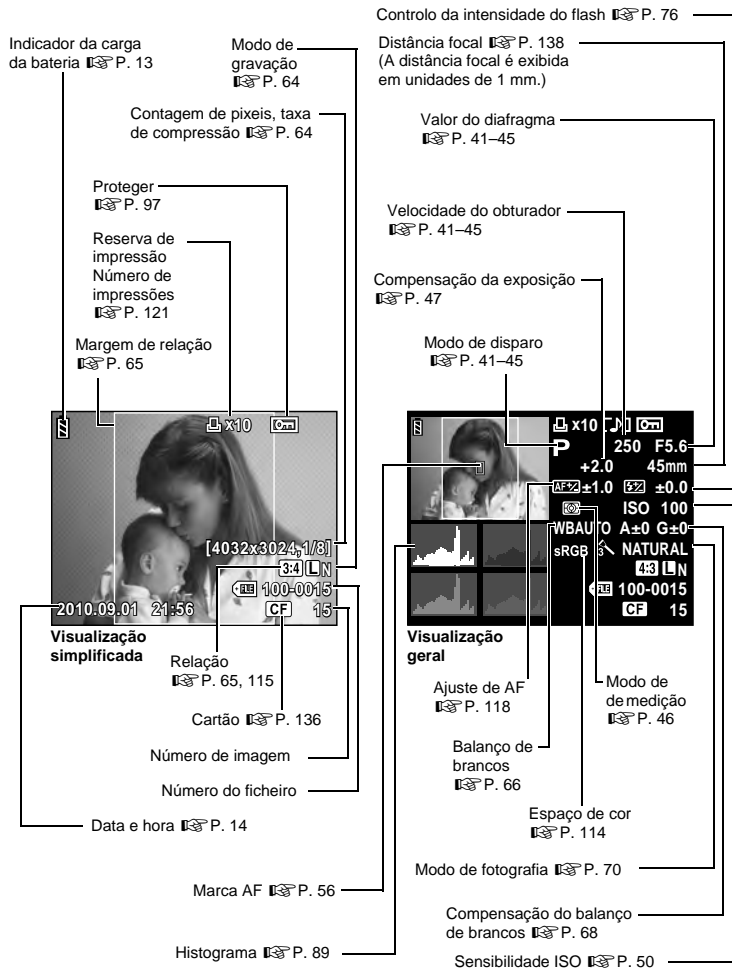 Controlo da intensidade do flash ☞P. 76
Indicador da carga
da bateria ☞P. 13
Modo de
gravação
☞P. 64
Distância focal ☞P. 138
(A distância focal é exibida
em unidades de 1 mm.)
Contagem de pixeis, taxa
de compressão ☞P. 64
Valor do diafragma
☞P. 41–45
Proteger
☞P. 97
Velocidade do obturador
☞P. 41–45
Reserva de
impressão
Número de
impressões
☞P. 121
Compensação da exposição
☞P. 47
Margem de relação
☞P. 65
Modo de disparo
☞P. 41–45
x10
[4032x3024,1/8]
3:4 L N
FILE 100-0015
2010.09.01 21:56 CF 15
x10
P 250 F5.6
+2.0 45mm
AF ±1.0 ±0.0
ISO 100
WBAUTO A±0 G±0
sRGB 3 NATURAL
4:3 L N
FILE 100-0015
CF 15
Visualização
simplificada
Visualização
geral
Relação
☞P. 65, 115
Cartão ☞P. 136
Número de imagem
Número do ficheiro
Data e hora ☞P. 14
Ajuste de AF
☞P. 118
Modo de
de medição
☞P. 46
Balanço de
brancos
☞P. 66
Espaço de cor
☞P. 114
Modo de fotografia ☞P. 70
Marca AF ☞P. 56
Compensação do balanço
de brancos ☞P. 68
Histograma ☞P. 89
Sensibilidade ISO ☞P. 50